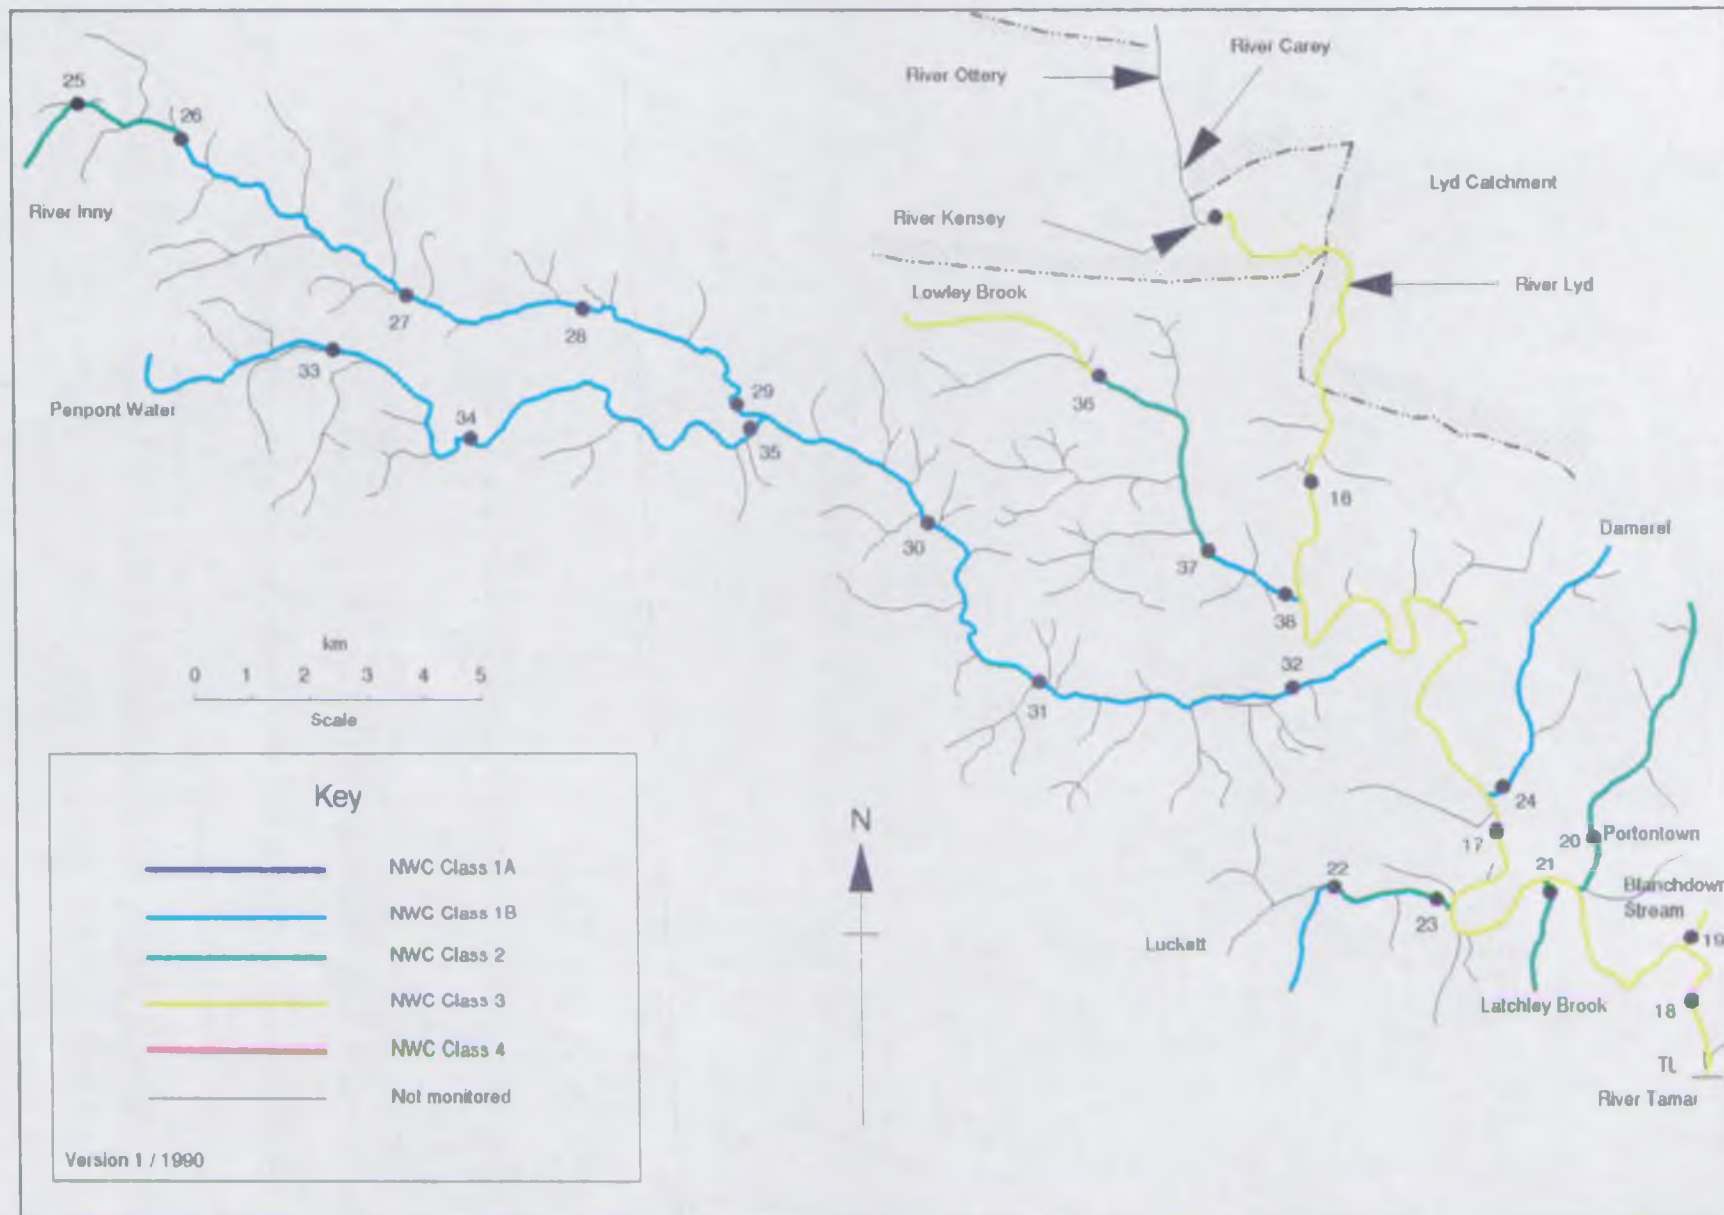 River Carey
River Ottery
25
26
Lyd Catchment
River Inny
River Kensey
River Lyd
Lowley Brook
27
28
33
36
29
Penpont Water
34
35
16
30
Damerel
37
38
km
32
0 1 2 3 4 5
31
Scale
Key
24
N
17
20
Portontown
21
22
NWC Class 1A
Blanchdown
Stream
NWC Class 1B
23
19
Luckett
NWC Class 2
NWC Class 3
Latchley Brook
18
NWC Class 4
TL
Not monitored
River Tamar
Version 1 / 1990